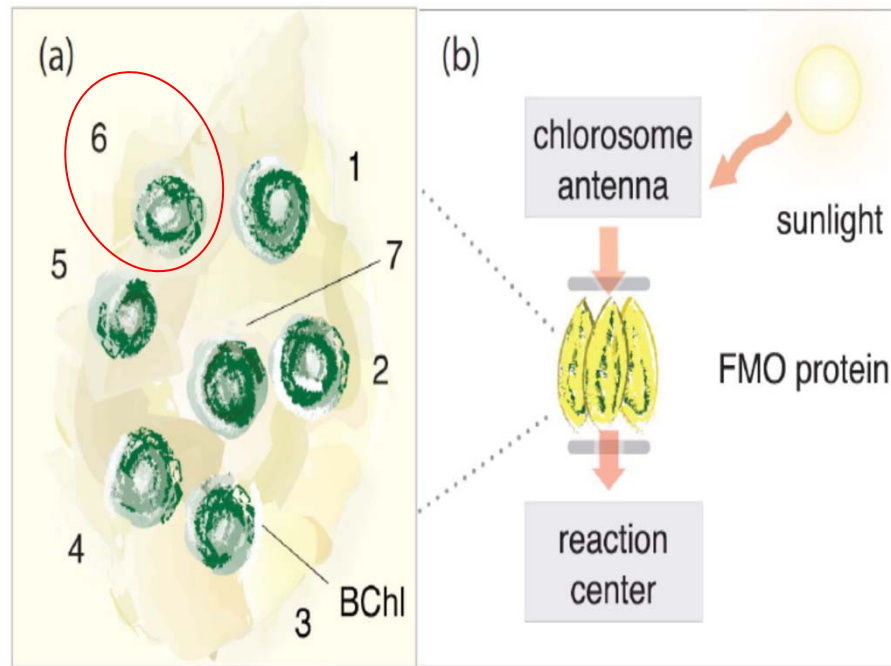 (a)
6
1
5
7
2
4
3
BChl
(b)
chlorosome
antenna
sunlight
FMO protein
reaction
center